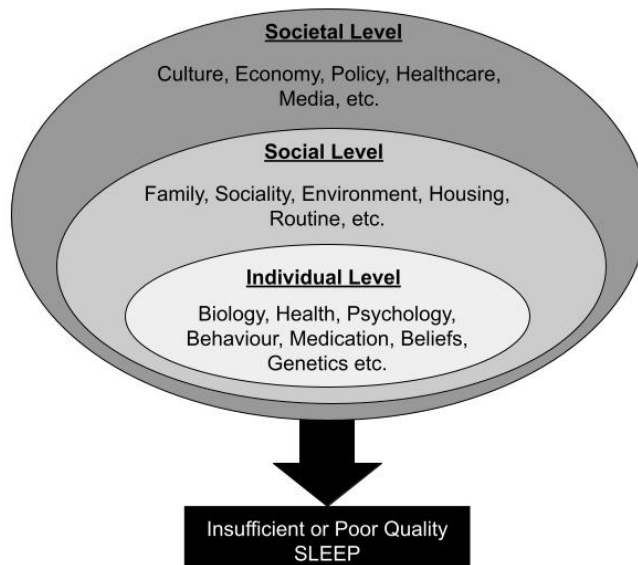 Societal Level
Culture, Economy, Policy, Healthcare,
Media, etc.
Social Level
Family, Sociality, Environment, Housing,
Routine, etc.
Individual Level
Biology, Health, Psychology,
Behaviour, Medication, Beliefs,
Genetics etc.
Insufficient or Poor Quality
SLEEP